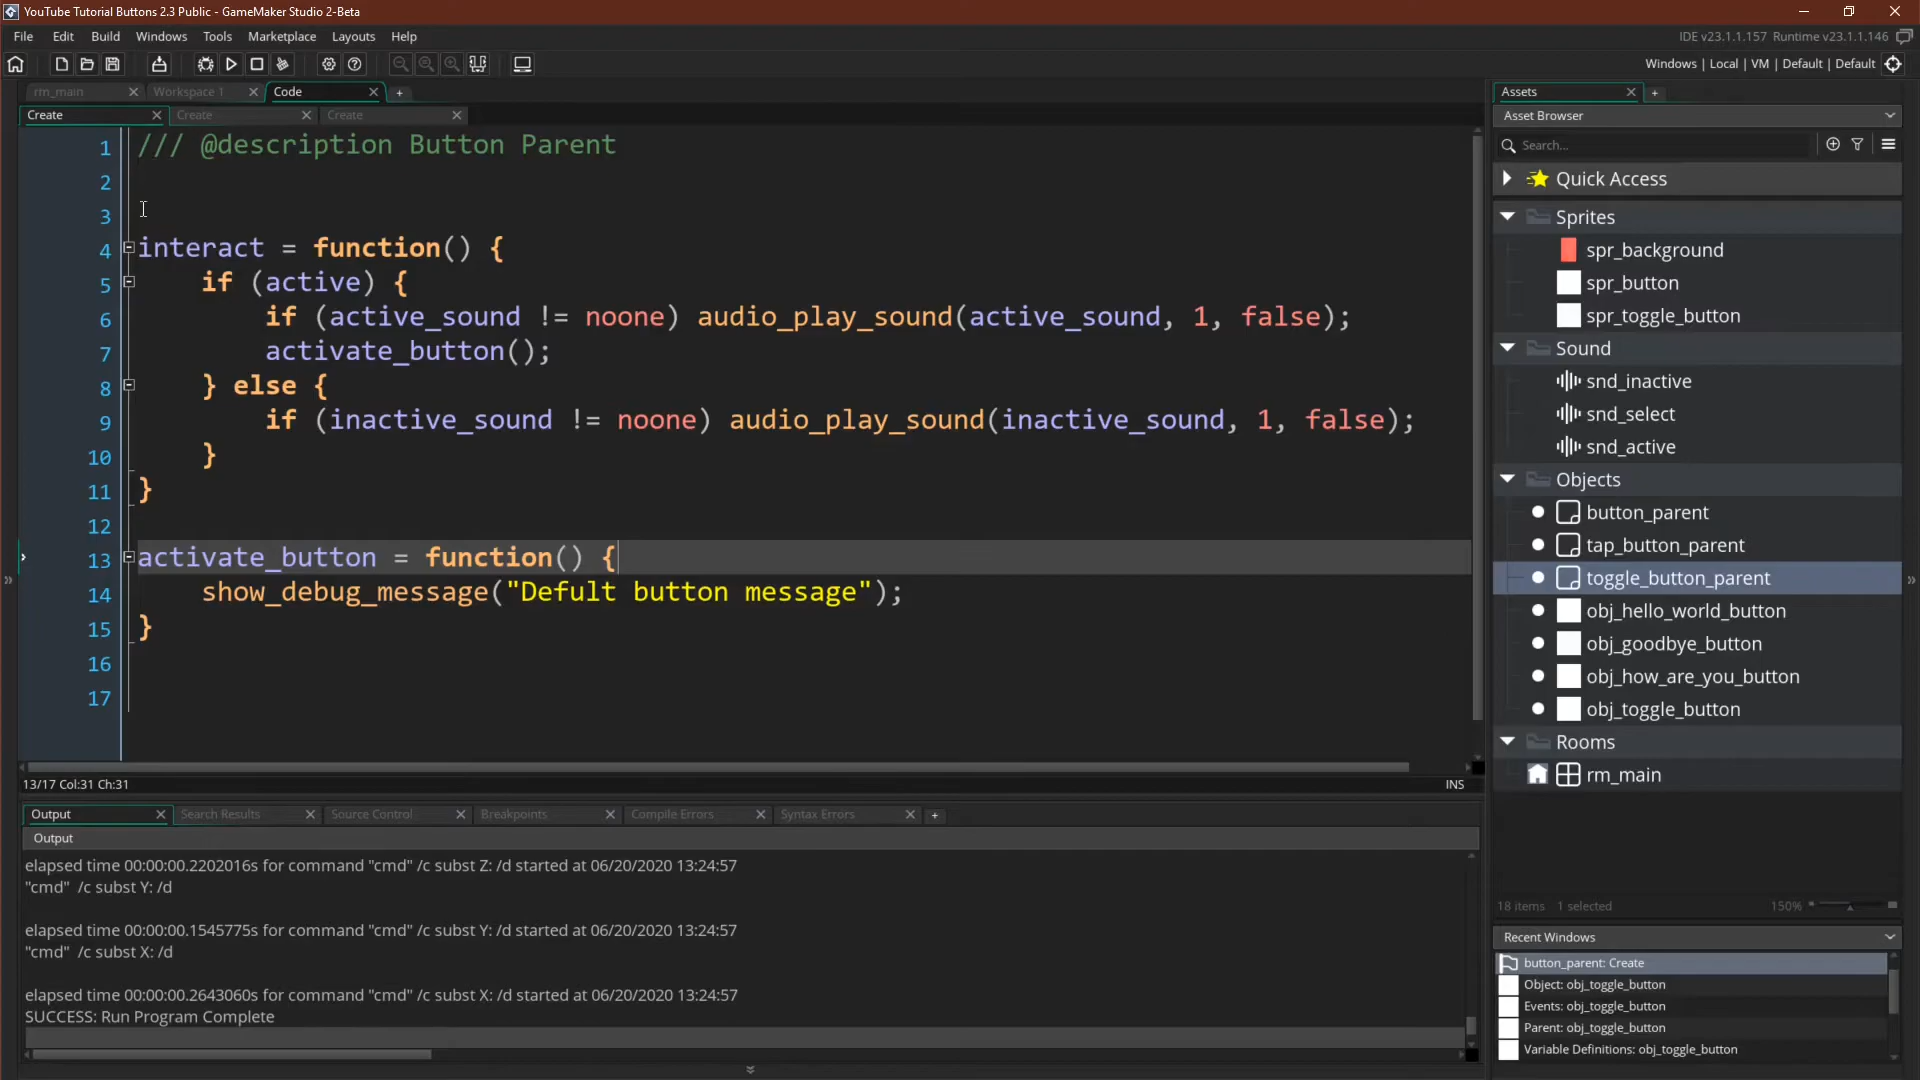 YouTube Tutorial Buttons 2.3 Public - GameMaker Studio 2-Beta
File Edit Build Windows Tools Marketplace Layouts Help
IDE v23.1.1.157 Runtime v23.1.1.146
Windows | Local | VM | Default | Default
rm_main Workspace 1 Code +
Create Create Create
1 /// @description Button Parent
2
3
4 interact = function() {
5 if (active) {
6 if (active_sound != noone) audio_play_sound(active_sound, 1, false);
7 activate_button();
8 } else {
9 if (inactive_sound != noone) audio_play_sound(inactive_sound, 1, false);
10 }
11 }
12
13 activate_button = function() {
14 show_debug_message("Defult button message");
15 }
16
17
13/17 Col:31 Ch:31 INS
Output Search Results Source Control Breakpoints Compile Errors Syntax Errors +
Output
elapsed time 00:00:00.2202016s for command "cmd" /c subst Z: /d started at 06/20/2020 13:24:57
"cmd" /c subst Y: /d
elapsed time 00:00:00.1545775s for command "cmd" /c subst Y: /d started at 06/20/2020 13:24:57
"cmd" /c subst X: /d
elapsed time 00:00:00.2643060s for command "cmd" /c subst X: /d started at 06/20/2020 13:24:57
SUCCESS: Run Program Complete
Assets +
Asset Browser
Search...
Quick Access
Sprites
spr_background
spr_button
spr_toggle_button
Sound
snd_inactive
snd_select
snd_active
Objects
button_parent
tap_button_parent
toggle_button_parent
obj_hello_world_button
obj_goodbye_button
obj_how_are_you_button
obj_toggle_button
Rooms
rm_main
18 items 1 selected 150%
Recent Windows
button_parent: Create
Object: obj_toggle_button
Events: obj_toggle_button
Parent: obj_toggle_button
Variable Definitions: obj_toggle_button